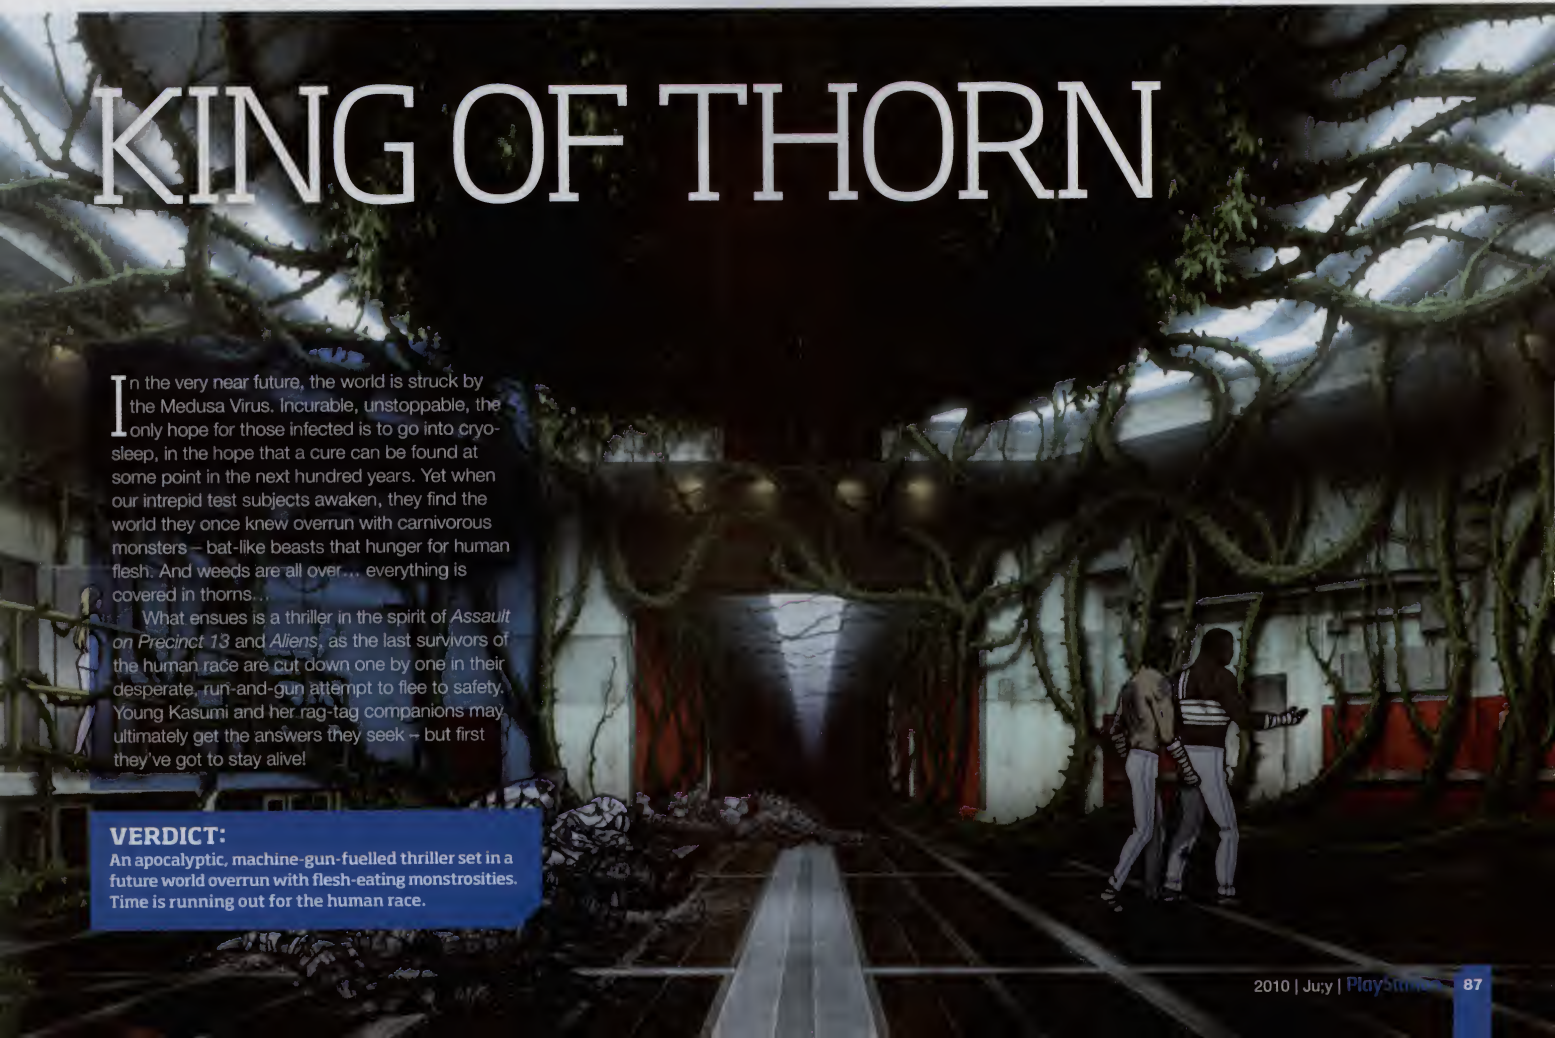 KING OF THORN
In the very near future, the world is struck by
the Medusa Virus. Incurable, unstoppable, the
only hope for those infected is to go into cryo-
sleep, in the hope that a cure can be found at
some point in the next hundred years. Yet when
our intrepid test subjects awaken, they find the
world they once knew overrun with carnivorous
monsters – bat-like beasts that hunger for human
flesh. And weeds are all over... everything is
covered in thorns...
What ensues is a thriller in the spirit of Assault
on Precinct 13 and Aliens, as the last survivors of
the human race are cut down one by one in their
desperate, run-and-gun attempt to flee to safety.
Young Kasumi and her rag-tag companions may
ultimately get the answers they seek – but first
they've got to stay alive!
VERDICT:
An apocalyptic, machine-gun-fuelled thriller set in a
future world overrun with flesh-eating monstrosities.
Time is running out for the human race.
2010 | Ju;y | PlayStation 87